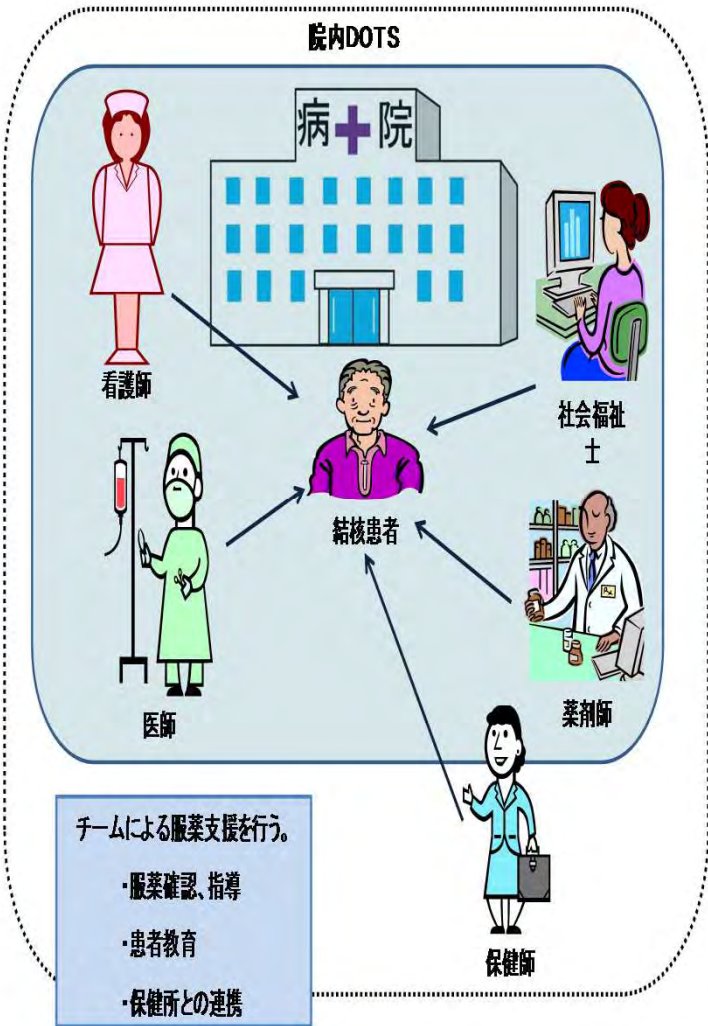 院内DOTS
病 院
看護師
社会福祉
士
結核患者
医師
薬剤師
チームによる服薬支援を行う。
・服薬確認、指導
・患者教育
・保健所との連携
保健師